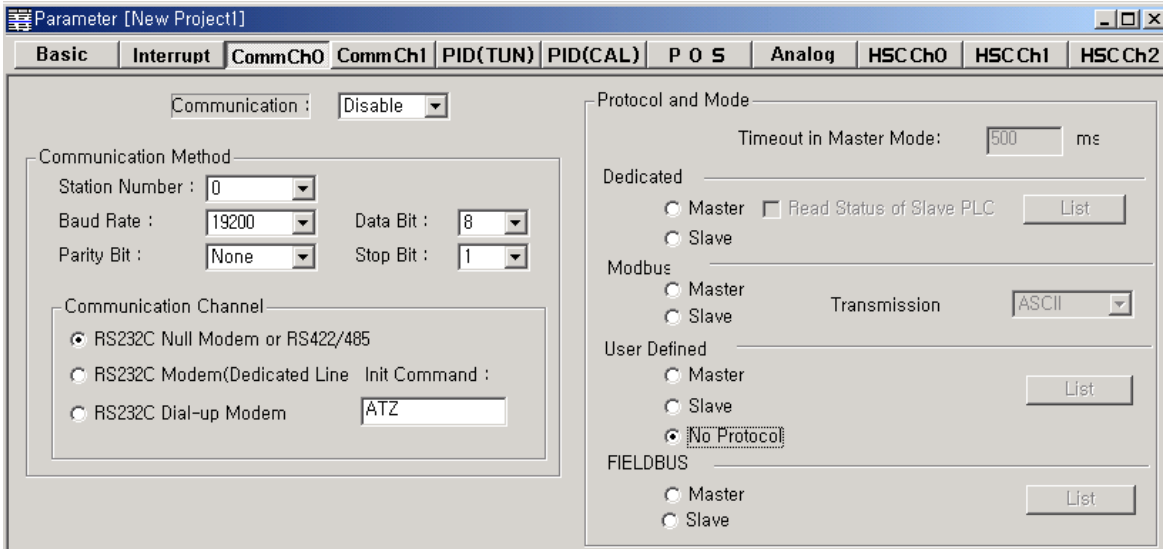 Parameter [New Project1]
Basic Interrupt CommCh0 CommCh1 PID(TUN) PID(CAL) P O S Analog HSCCh0 HSCCh1 HSCCh2
Communication : Disable
Communication Method
Station Number : 0
Baud Rate : 19200 Data Bit : 8
Parity Bit : None Stop Bit : 1
Communication Channel
RS232C Null Modem or RS422/485
RS232C Modem(Dedicated Line Init Command :
RS232C Dial-up Modem ATZ
Protocol and Mode
Timeout in Master Mode: 500 ms
Dedicated
Master Read Status of Slave PLC List
Slave
Modbus
Master
Transmission ASCII
Slave
User Defined
Master
List
Slave
No Protocol
FIELDBUS
Master List
Slave